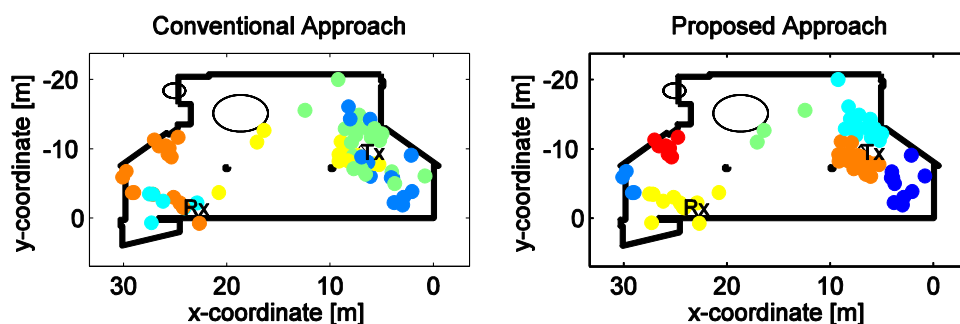 Conventional Approach
y-coordinate [m]
-20
-10
0
Tx
Rx
30 20 10 0
x-coordinate [m]
Proposed Approach
y-coordinate [m]
-20
-10
0
Tx
Rx
30 20 10 0
x-coordinate [m]